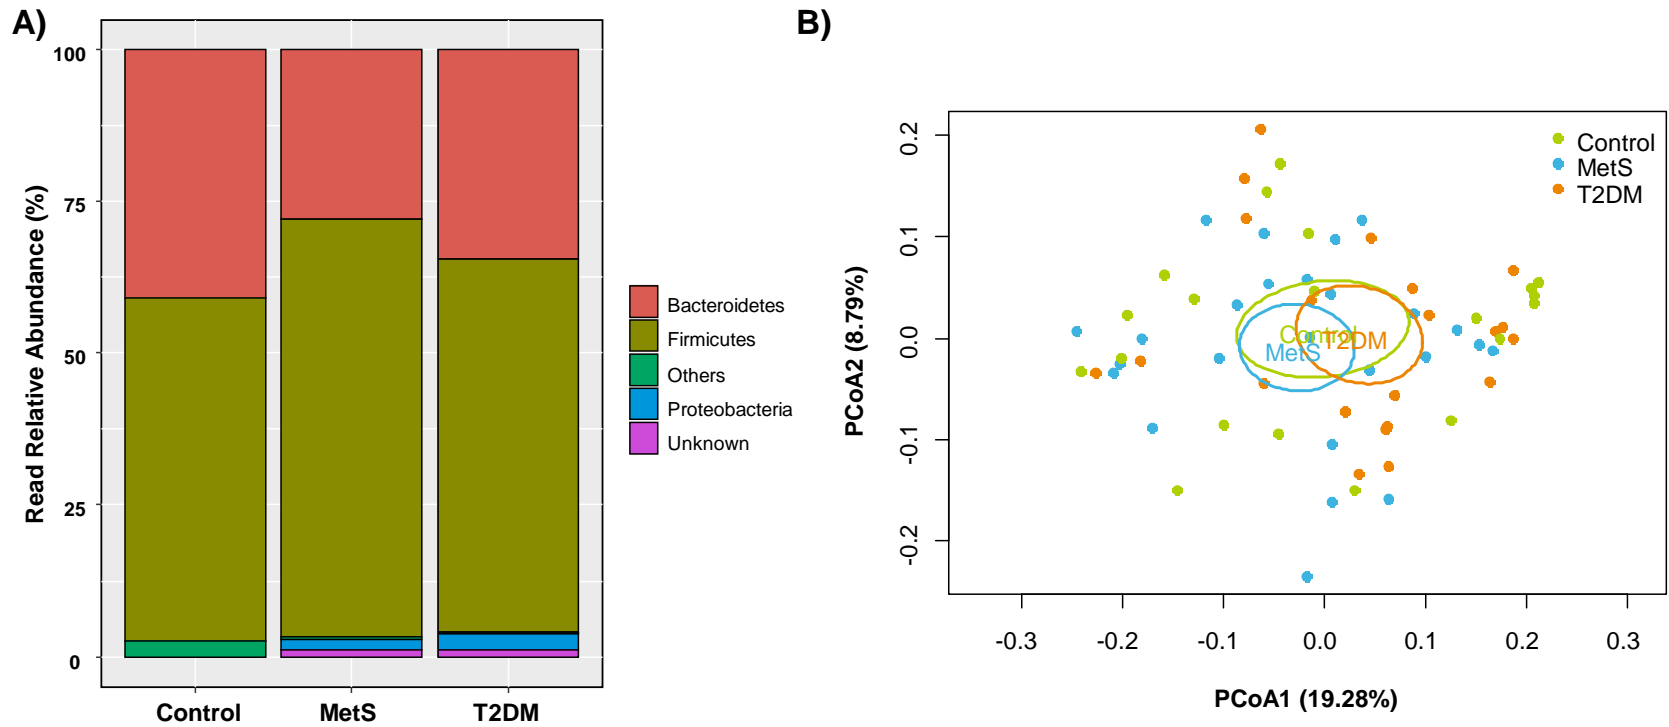 A)
Read Relative Abundance (%)
100
75
50
25
0
Control
MetS
T2DM
Bacteroidetes
Firmicutes
Others
Proteobacteria
Unknown
B)
PCoA2 (8.79%)
0.2
0.1
0.0
-0.1
-0.2
Control
MetS
T2DM
Control
MetS
T2DM
-0.3
-0.2
-0.1
0.0
0.1
0.2
0.3
PCoA1 (19.28%)